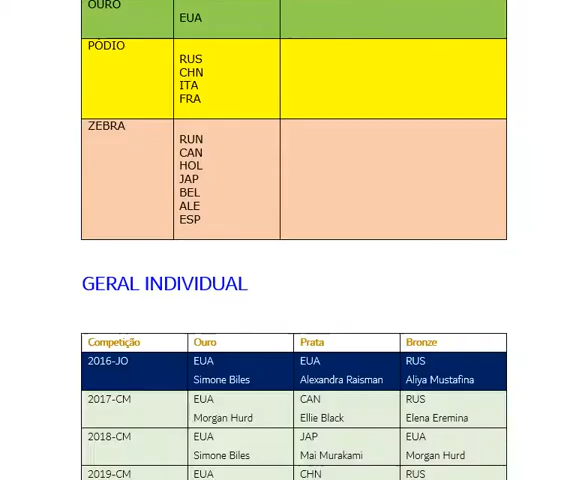 OURO
EUA
PÓDIO
RUS
CHN
ITA
FRA
ZEBRA
RUN
CAN
HOL
JAP
BEL
ALE
ESP
GERAL INDIVIDUAL
Competição Ouro Prata Bronze
2016-JO EUA EUA RUS
Simone Biles Alexandra Raisman Aliya Mustafina
2017-CM EUA CAN RUS
Morgan Hurd Ellie Black Elena Eremina
2018-CM EUA JAP EUA
Simone Biles Mai Murakami Morgan Hurd
2019-CM EUA CHN RUS